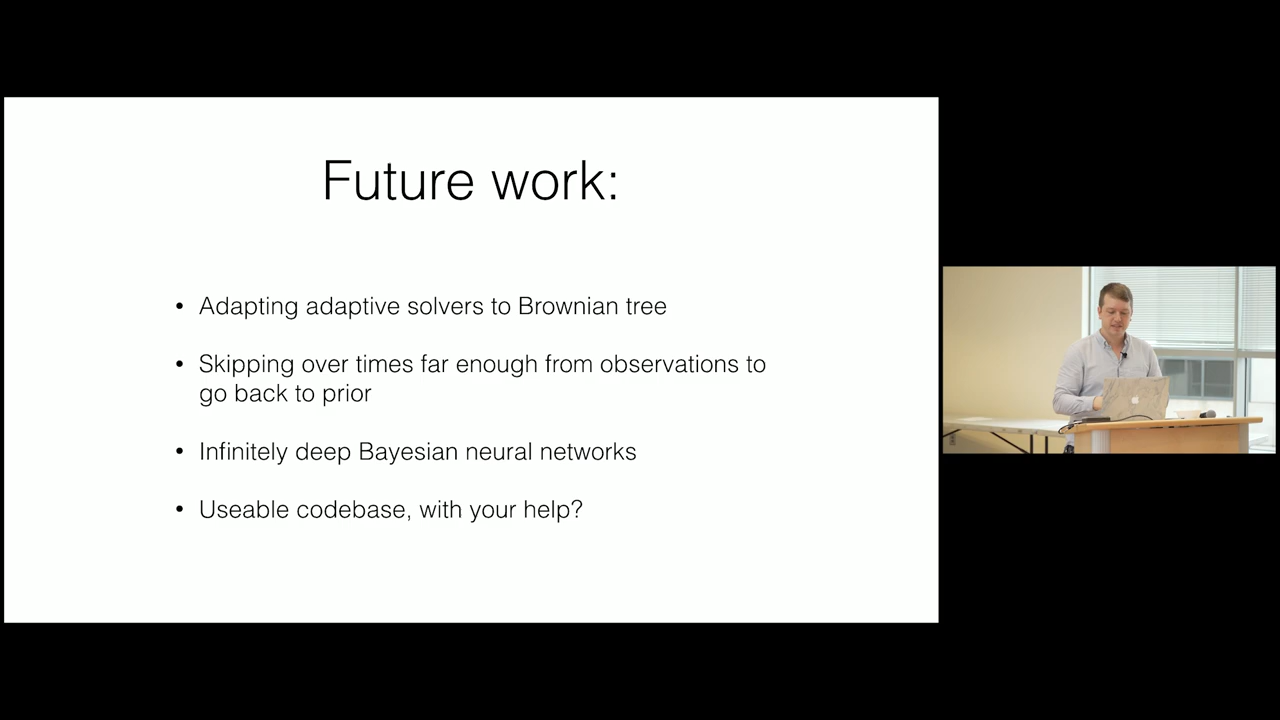 Future work:
• Adapting adaptive solvers to Brownian tree
• Skipping over times far enough from observations to
go back to prior
• Infinitely deep Bayesian neural networks
• Useable codebase, with your help?